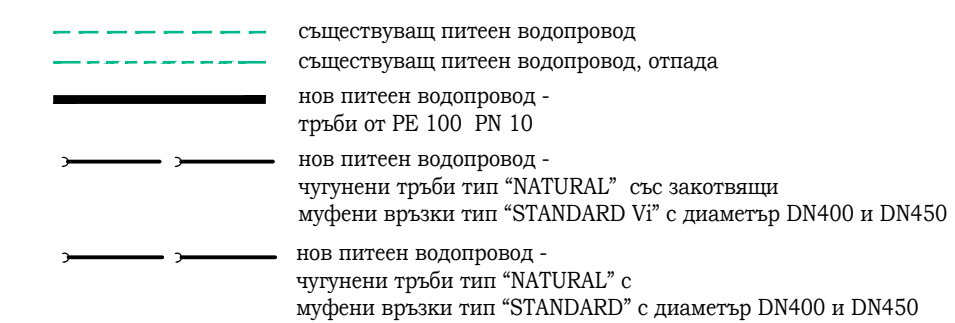 съществуващ питеен водопровод
съществуващ питеен водопровод, отпада
нов питеен водопровод -
тръби от PE 100 PN 10
нов питеен водопровод -
чугунени тръби тип “NATURAL” със закотвящи
муфени връзки тип “STANDARD Vi” с диаметър DN400 и DN450
нов питеен водопровод -
чугунени тръби тип “NATURAL” с
муфени връзки тип “STANDARD” с диаметър DN400 и DN450